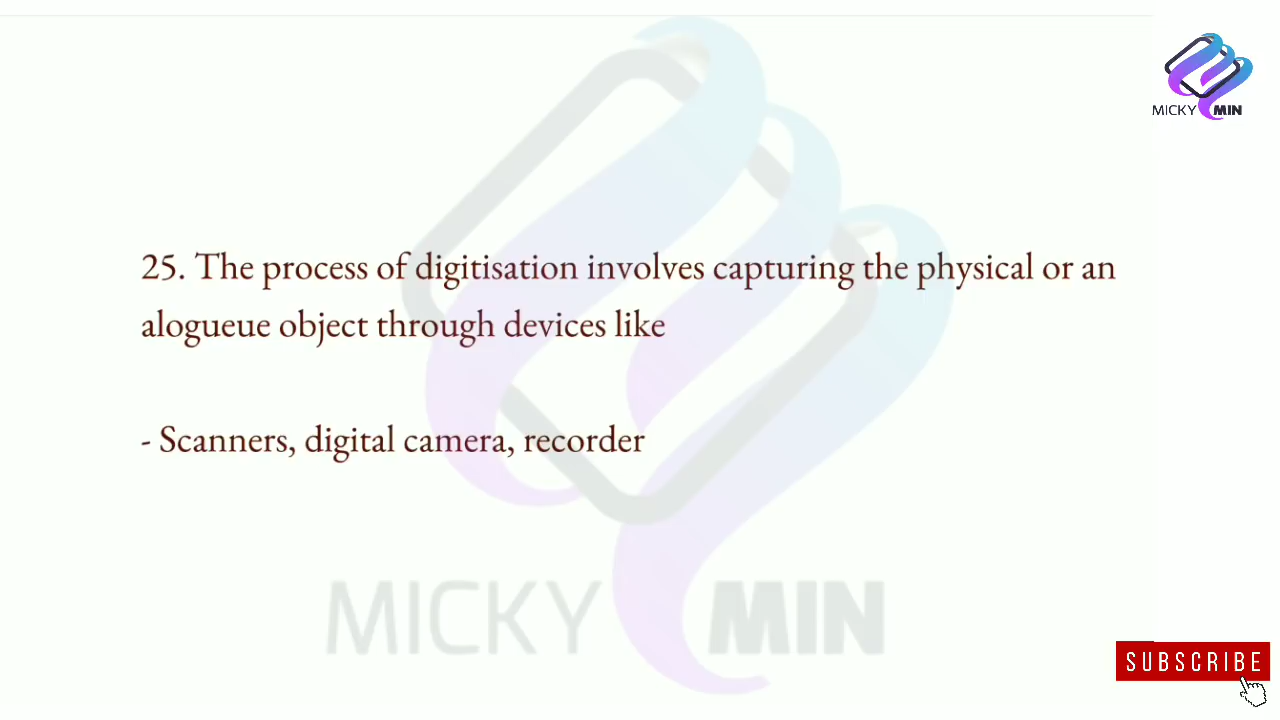 MICKY MIN
25. The process of digitisation involves capturing the physical or an
alogueue object through devices like
- Scanners, digital camera, recorder
MICKY MIN
SUBSCRIBE